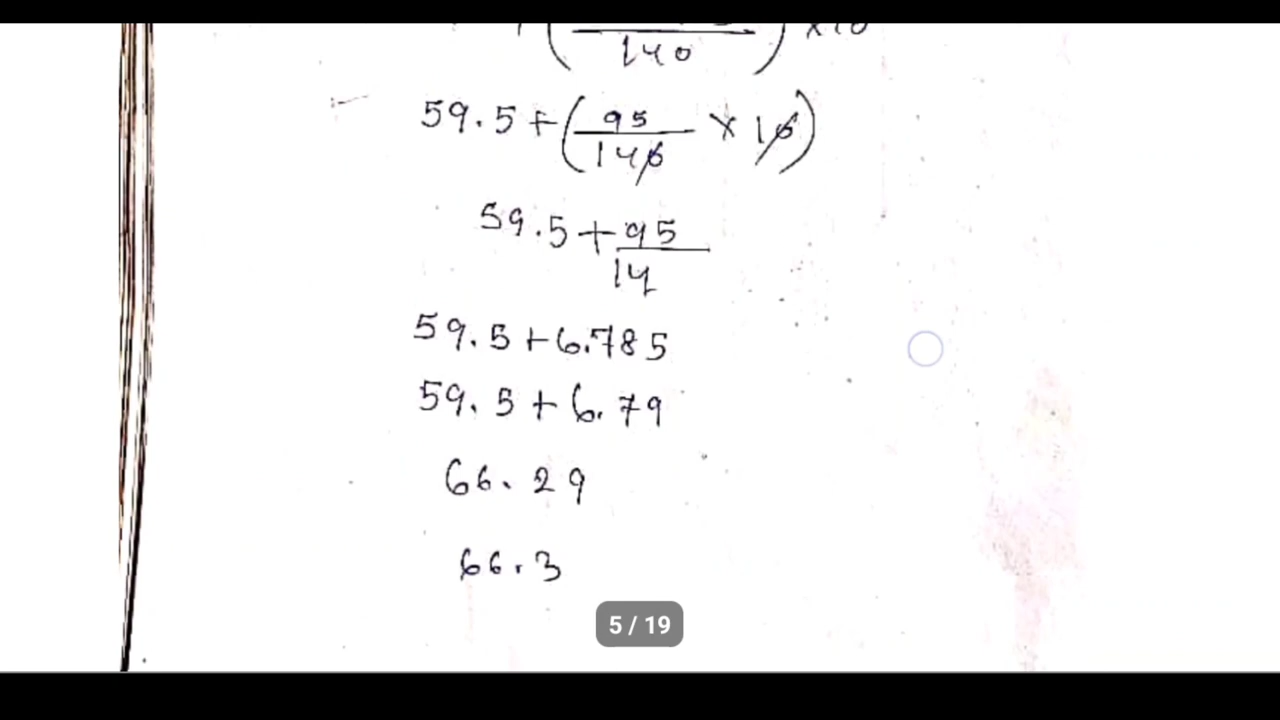 140 ) × 10
59.5 + ( 95/140 × 10 )
59.5 + 95/14
59.5 + 6.785
59.5 + 6.79
66.29
66.3
5 / 19